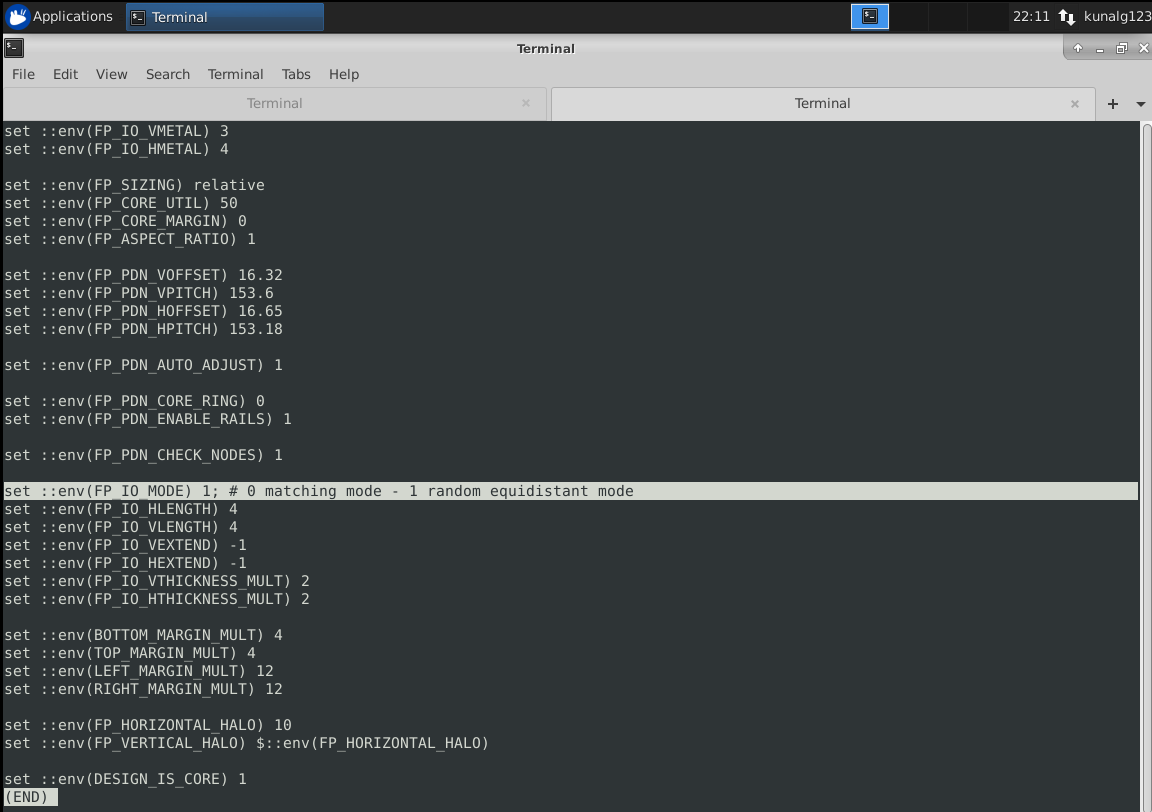 Applications
Terminal
22:11
kunalg123
Terminal
File Edit View Search Terminal Tabs Help
Terminal
Terminal
set ::env(FP_IO_VMETAL) 3
set ::env(FP_IO_HMETAL) 4
set ::env(FP_SIZING) relative
set ::env(FP_CORE_UTIL) 50
set ::env(FP_CORE_MARGIN) 0
set ::env(FP_ASPECT_RATIO) 1
set ::env(FP_PDN_VOFFSET) 16.32
set ::env(FP_PDN_VPITCH) 153.6
set ::env(FP_PDN_HOFFSET) 16.65
set ::env(FP_PDN_HPITCH) 153.18
set ::env(FP_PDN_AUTO_ADJUST) 1
set ::env(FP_PDN_CORE_RING) 0
set ::env(FP_PDN_ENABLE_RAILS) 1
set ::env(FP_PDN_CHECK_NODES) 1
set ::env(FP_IO_MODE) 1; # 0 matching mode - 1 random equidistant mode
set ::env(FP_IO_HLENGTH) 4
set ::env(FP_IO_VLENGTH) 4
set ::env(FP_IO_VEXTEND) -1
set ::env(FP_IO_HEXTEND) -1
set ::env(FP_IO_VTHICKNESS_MULT) 2
set ::env(FP_IO_HTHICKNESS_MULT) 2
set ::env(BOTTOM_MARGIN_MULT) 4
set ::env(TOP_MARGIN_MULT) 4
set ::env(LEFT_MARGIN_MULT) 12
set ::env(RIGHT_MARGIN_MULT) 12
set ::env(FP_HORIZONTAL_HALO) 10
set ::env(FP_VERTICAL_HALO) $::env(FP_HORIZONTAL_HALO)
set ::env(DESIGN_IS_CORE) 1
(END)